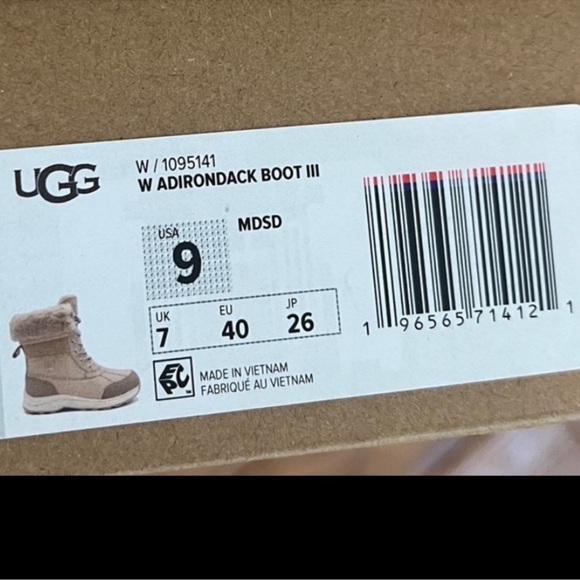 UGG
W / 1095141
W ADIRONDACK BOOT III
USA
9
MDSD
UK EU JP
7 40 26
EPC
MADE IN VIETNAM
FABRIQUÉ AU VIETNAM
1 96565 71412 1